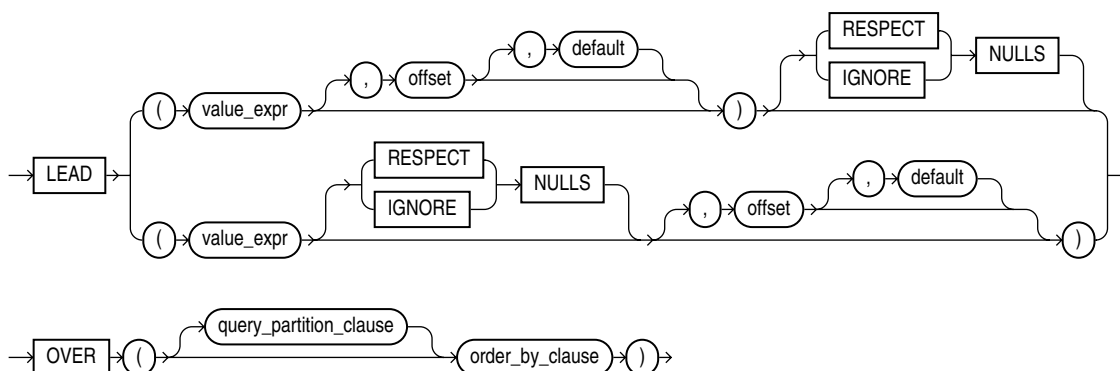 LEAD
( value_expr , offset , default ) RESPECT IGNORE NULLS
( value_expr RESPECT IGNORE NULLS , offset , default )
OVER ( query_partition_clause order_by_clause )